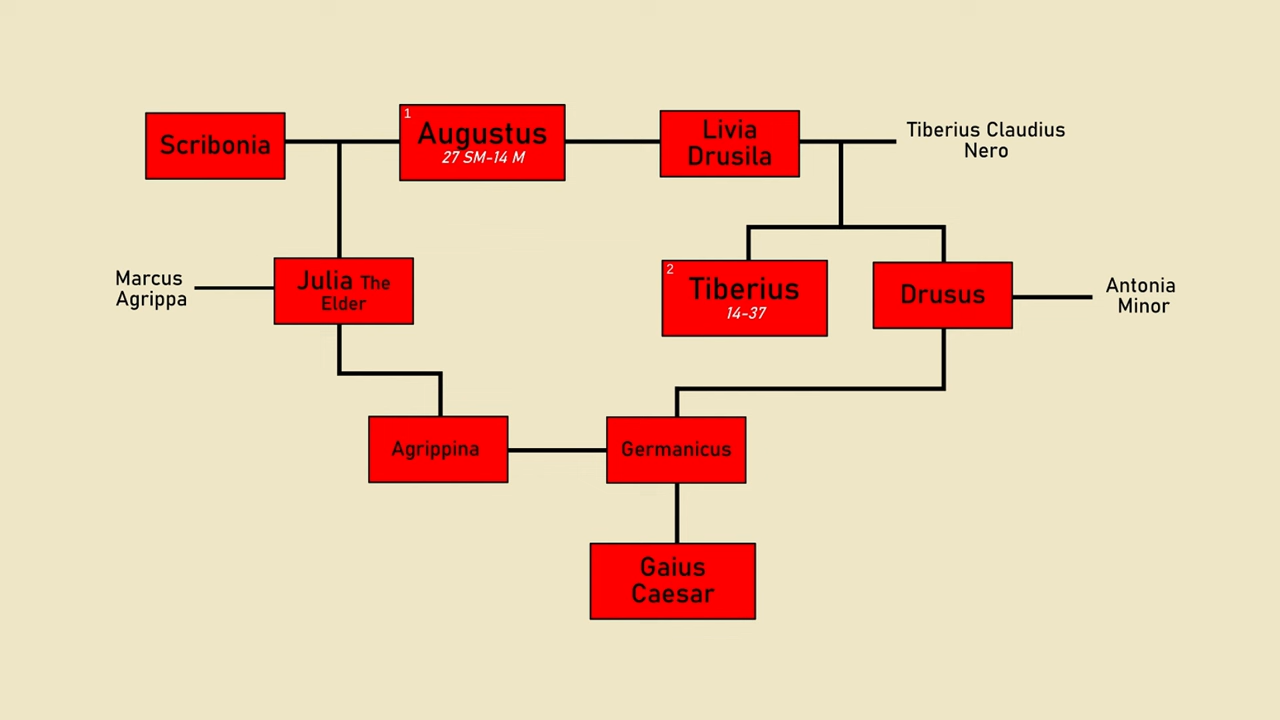 Scribonia
1
Augustus
27 SM-14 M
Livia
Drusila
Tiberius Claudius
Nero
Marcus
Agrippa
Julia The
Elder
2
Tiberius
14-37
Drusus
Antonia
Minor
Agrippina
Germanicus
Gaius
Caesar